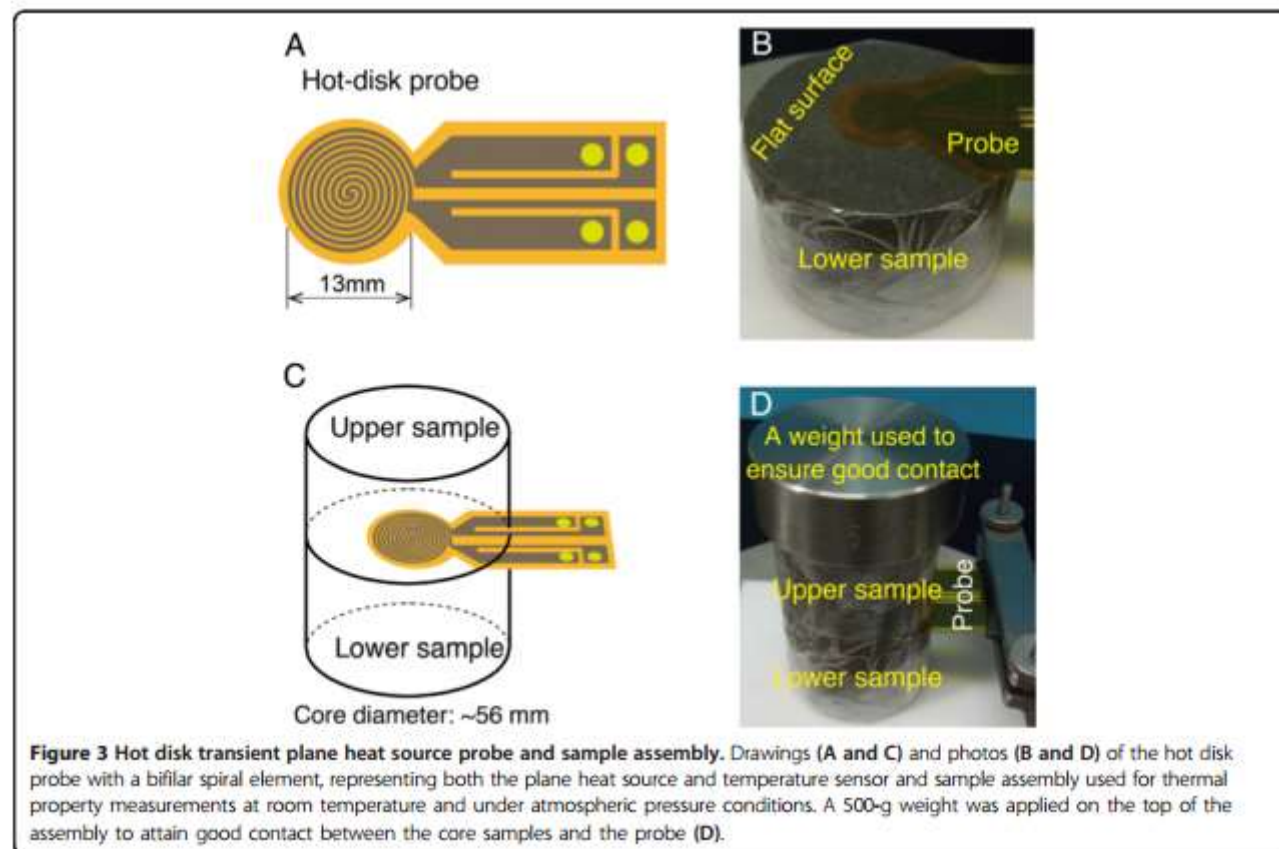 A
Hot-disk probe
13mm
B
Flat surface
Probe
Lower sample
C
Upper sample
Lower sample
Core diameter: ~56 mm
D
A weight used to
ensure good contact
Upper sample
Probe
Lower sample
Figure 3 Hot disk transient plane heat source probe and sample assembly. Drawings (A and C) and photos (B and D) of the hot disk
probe with a bifilar spiral element, representing both the plane heat source and temperature sensor and sample assembly used for thermal
property measurements at room temperature and under atmospheric pressure conditions. A 500-g weight was applied on the top of the
assembly to attain good contact between the core samples and the probe (D).